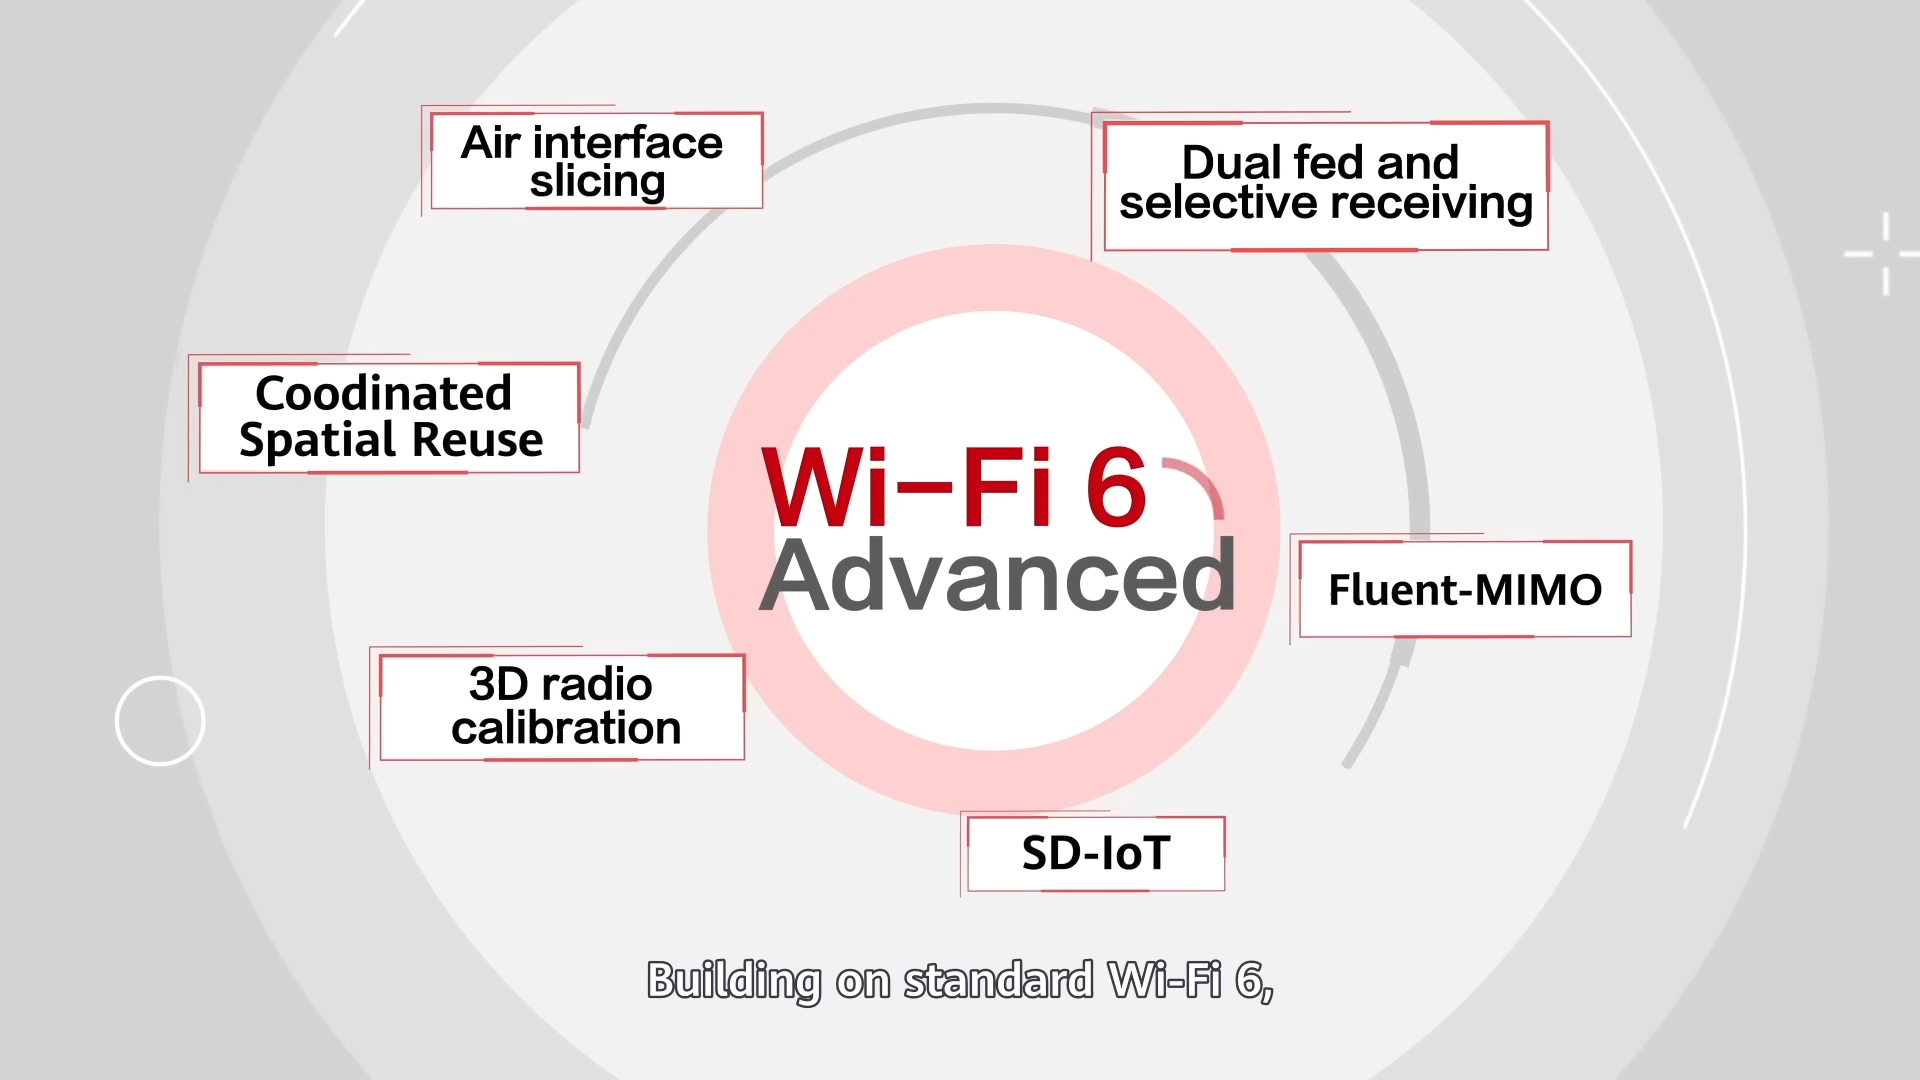 Air interface
slicing
Dual fed and
selective receiving
Coodinated
Spatial Reuse
Wi-Fi 6
Advanced
Fluent-MIMO
3D radio
calibration
SD-IoT
Building on standard Wi-Fi 6,